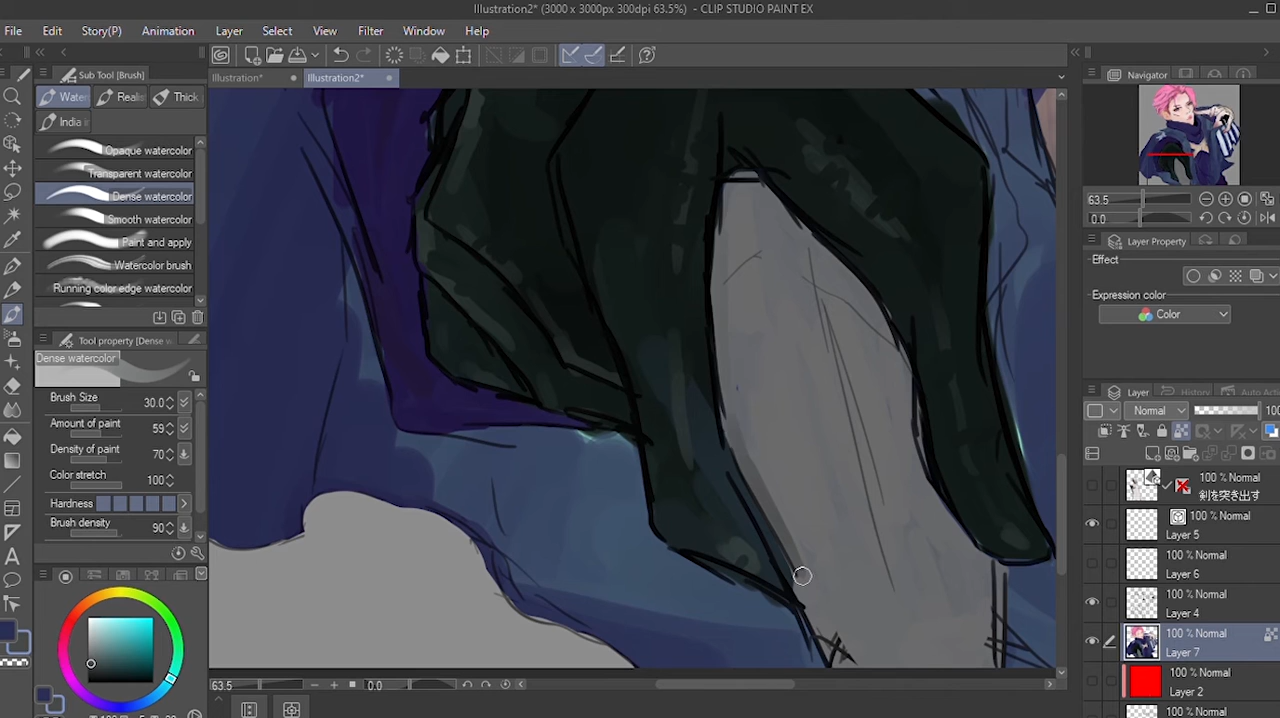 Illustration2* (3000 x 3000px 300dpi 63.5%) - CLIP STUDIO PAINT EX
File Edit Story(P) Animation Layer Select View Filter Window Help
Sub Tool [Brush]
Illustration* Illustration2*
Navigator
Water Realis Thick
India in
Opaque watercolor
Transparent watercolor
Dense watercolor
Smooth watercolor
Paint and apply
Watercolor brush
Running color edge watercolor
63.5
0.0
Layer Property
Effect
Expression color
Color
Tool property [Dense w
Dense watercolor
Brush Size 30.0
Amount of paint 59
Density of paint 70
Color stretch 100
Hardness
Brush density 90
Layer History Auto Acti
Normal 100
100 % Normal
剣を突き出す
100 % Normal
Layer 5
100 % Normal
Layer 6
100 % Normal
Layer 4
100 % Normal
Layer 7
100 % Normal
Layer 2
100 % Normal
63.5 0.0